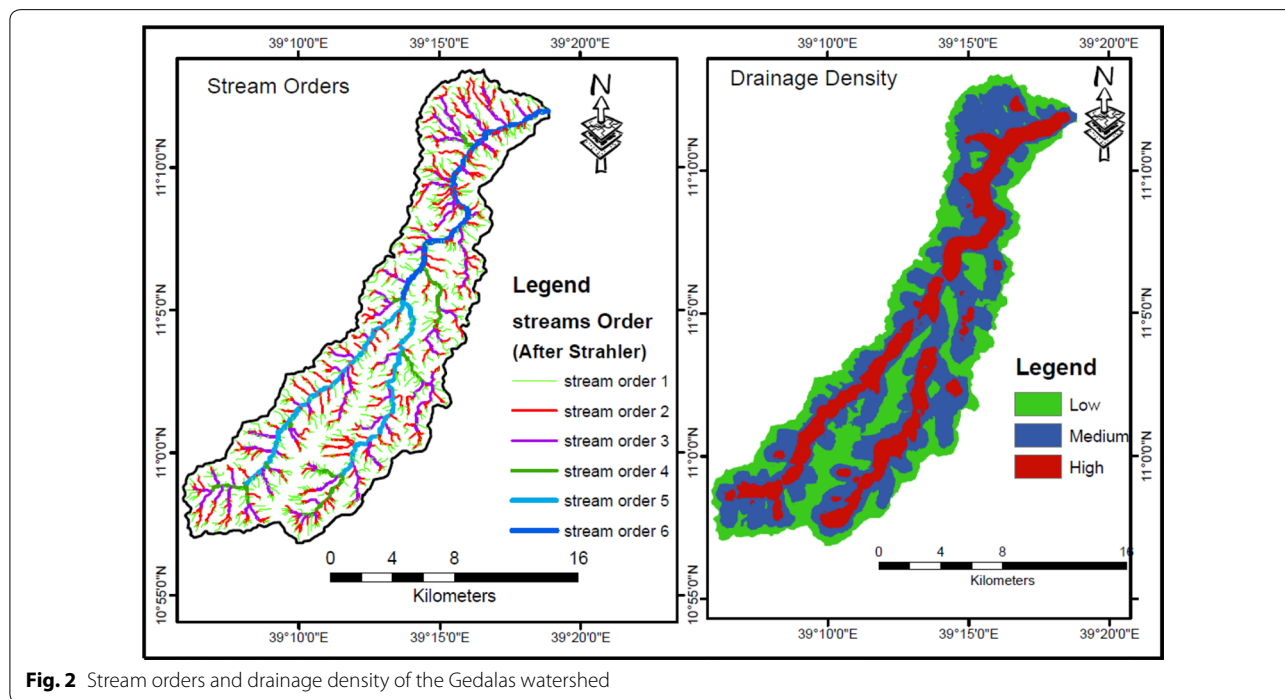 39°10'0"E 39°15'0"E 39°20'0"E
Stream Orders
N
11°10'0"N
11°5'0"N
11°0'0"N
10°55'0"N
Legend
streams Order
(After Strahler)
stream order 1
stream order 2
stream order 3
stream order 4
stream order 5
stream order 6
0 4 8 16
Kilometers
39°10'0"E 39°15'0"E 39°20'0"E
39°10'0"E 39°15'0"E 39°20'0"E
Drainage Density
N
11°10'0"N
11°5'0"N
11°0'0"N
10°55'0"N
Legend
Low
Medium
High
0 4 8 16
Kilometers
39°10'0"E 39°15'0"E 39°20'0"E
Fig. 2 Stream orders and drainage density of the Gedalas watershed